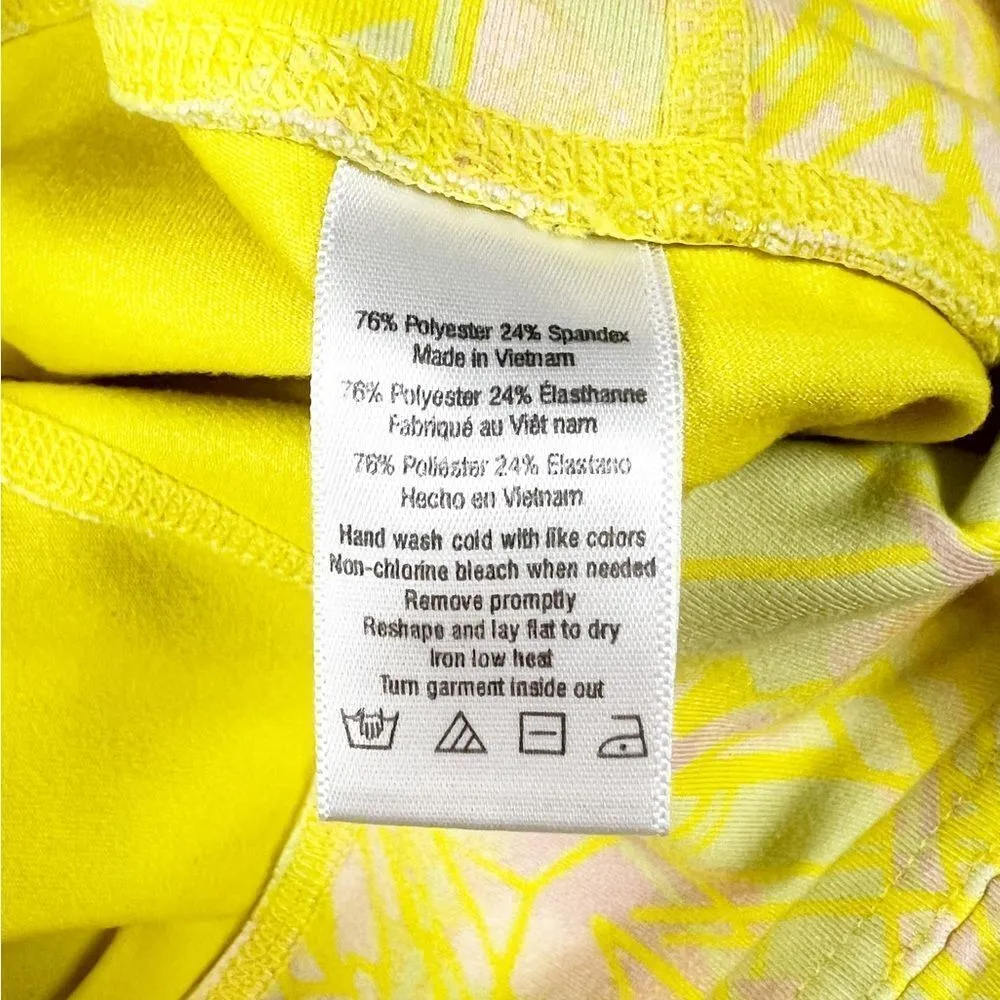 76% Polyester 24% Spandex
Made in Vietnam
76% Polyester 24% Élasthanne
Fabriqué au Viêt nam
76% Poliéster 24% Elastano
Hecho en Vietnam
Hand wash cold with like colors
Non-chlorine bleach when needed
Remove promptly
Reshape and lay flat to dry
Iron low heat
Turn garment inside out